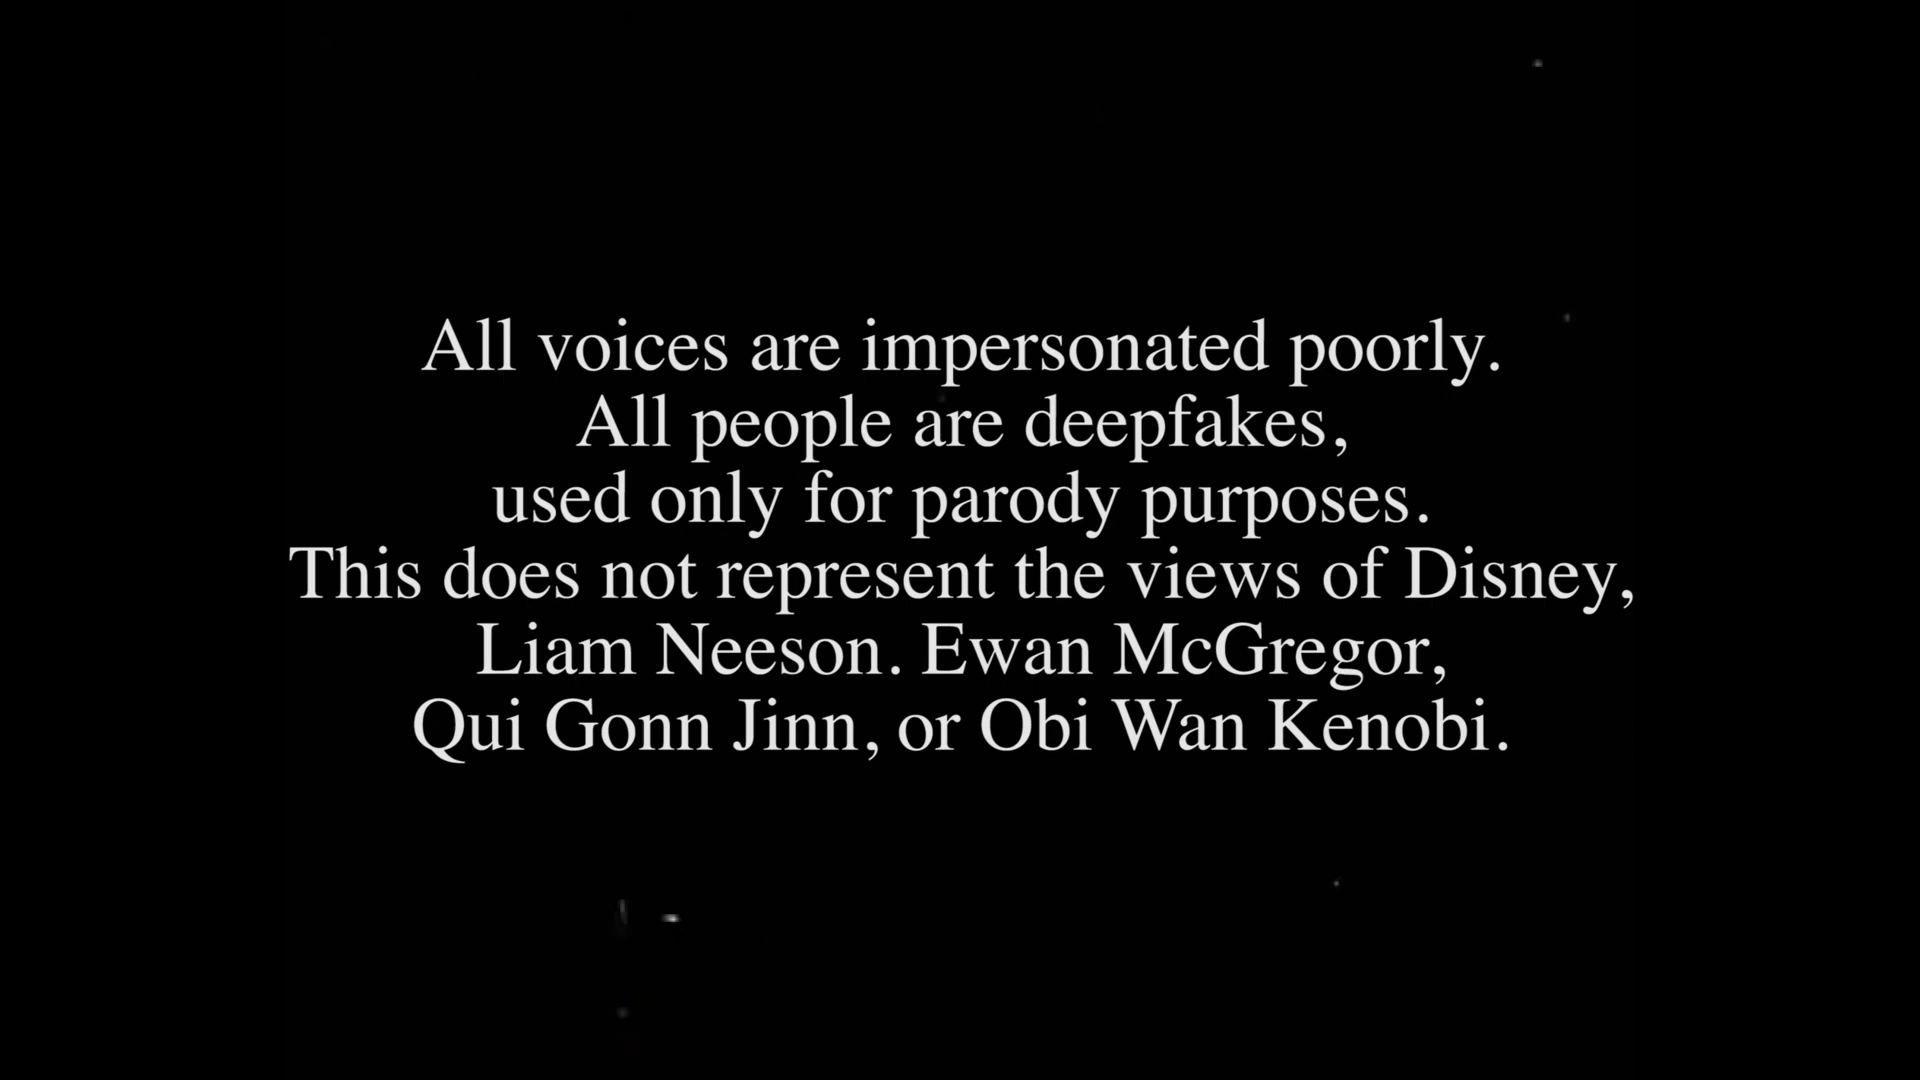 All voices are impersonated poorly.
All people are deepfakes,
used only for parody purposes.
This does not represent the views of Disney,
Liam Neeson. Ewan McGregor,
Qui Gonn Jinn, or Obi Wan Kenobi.